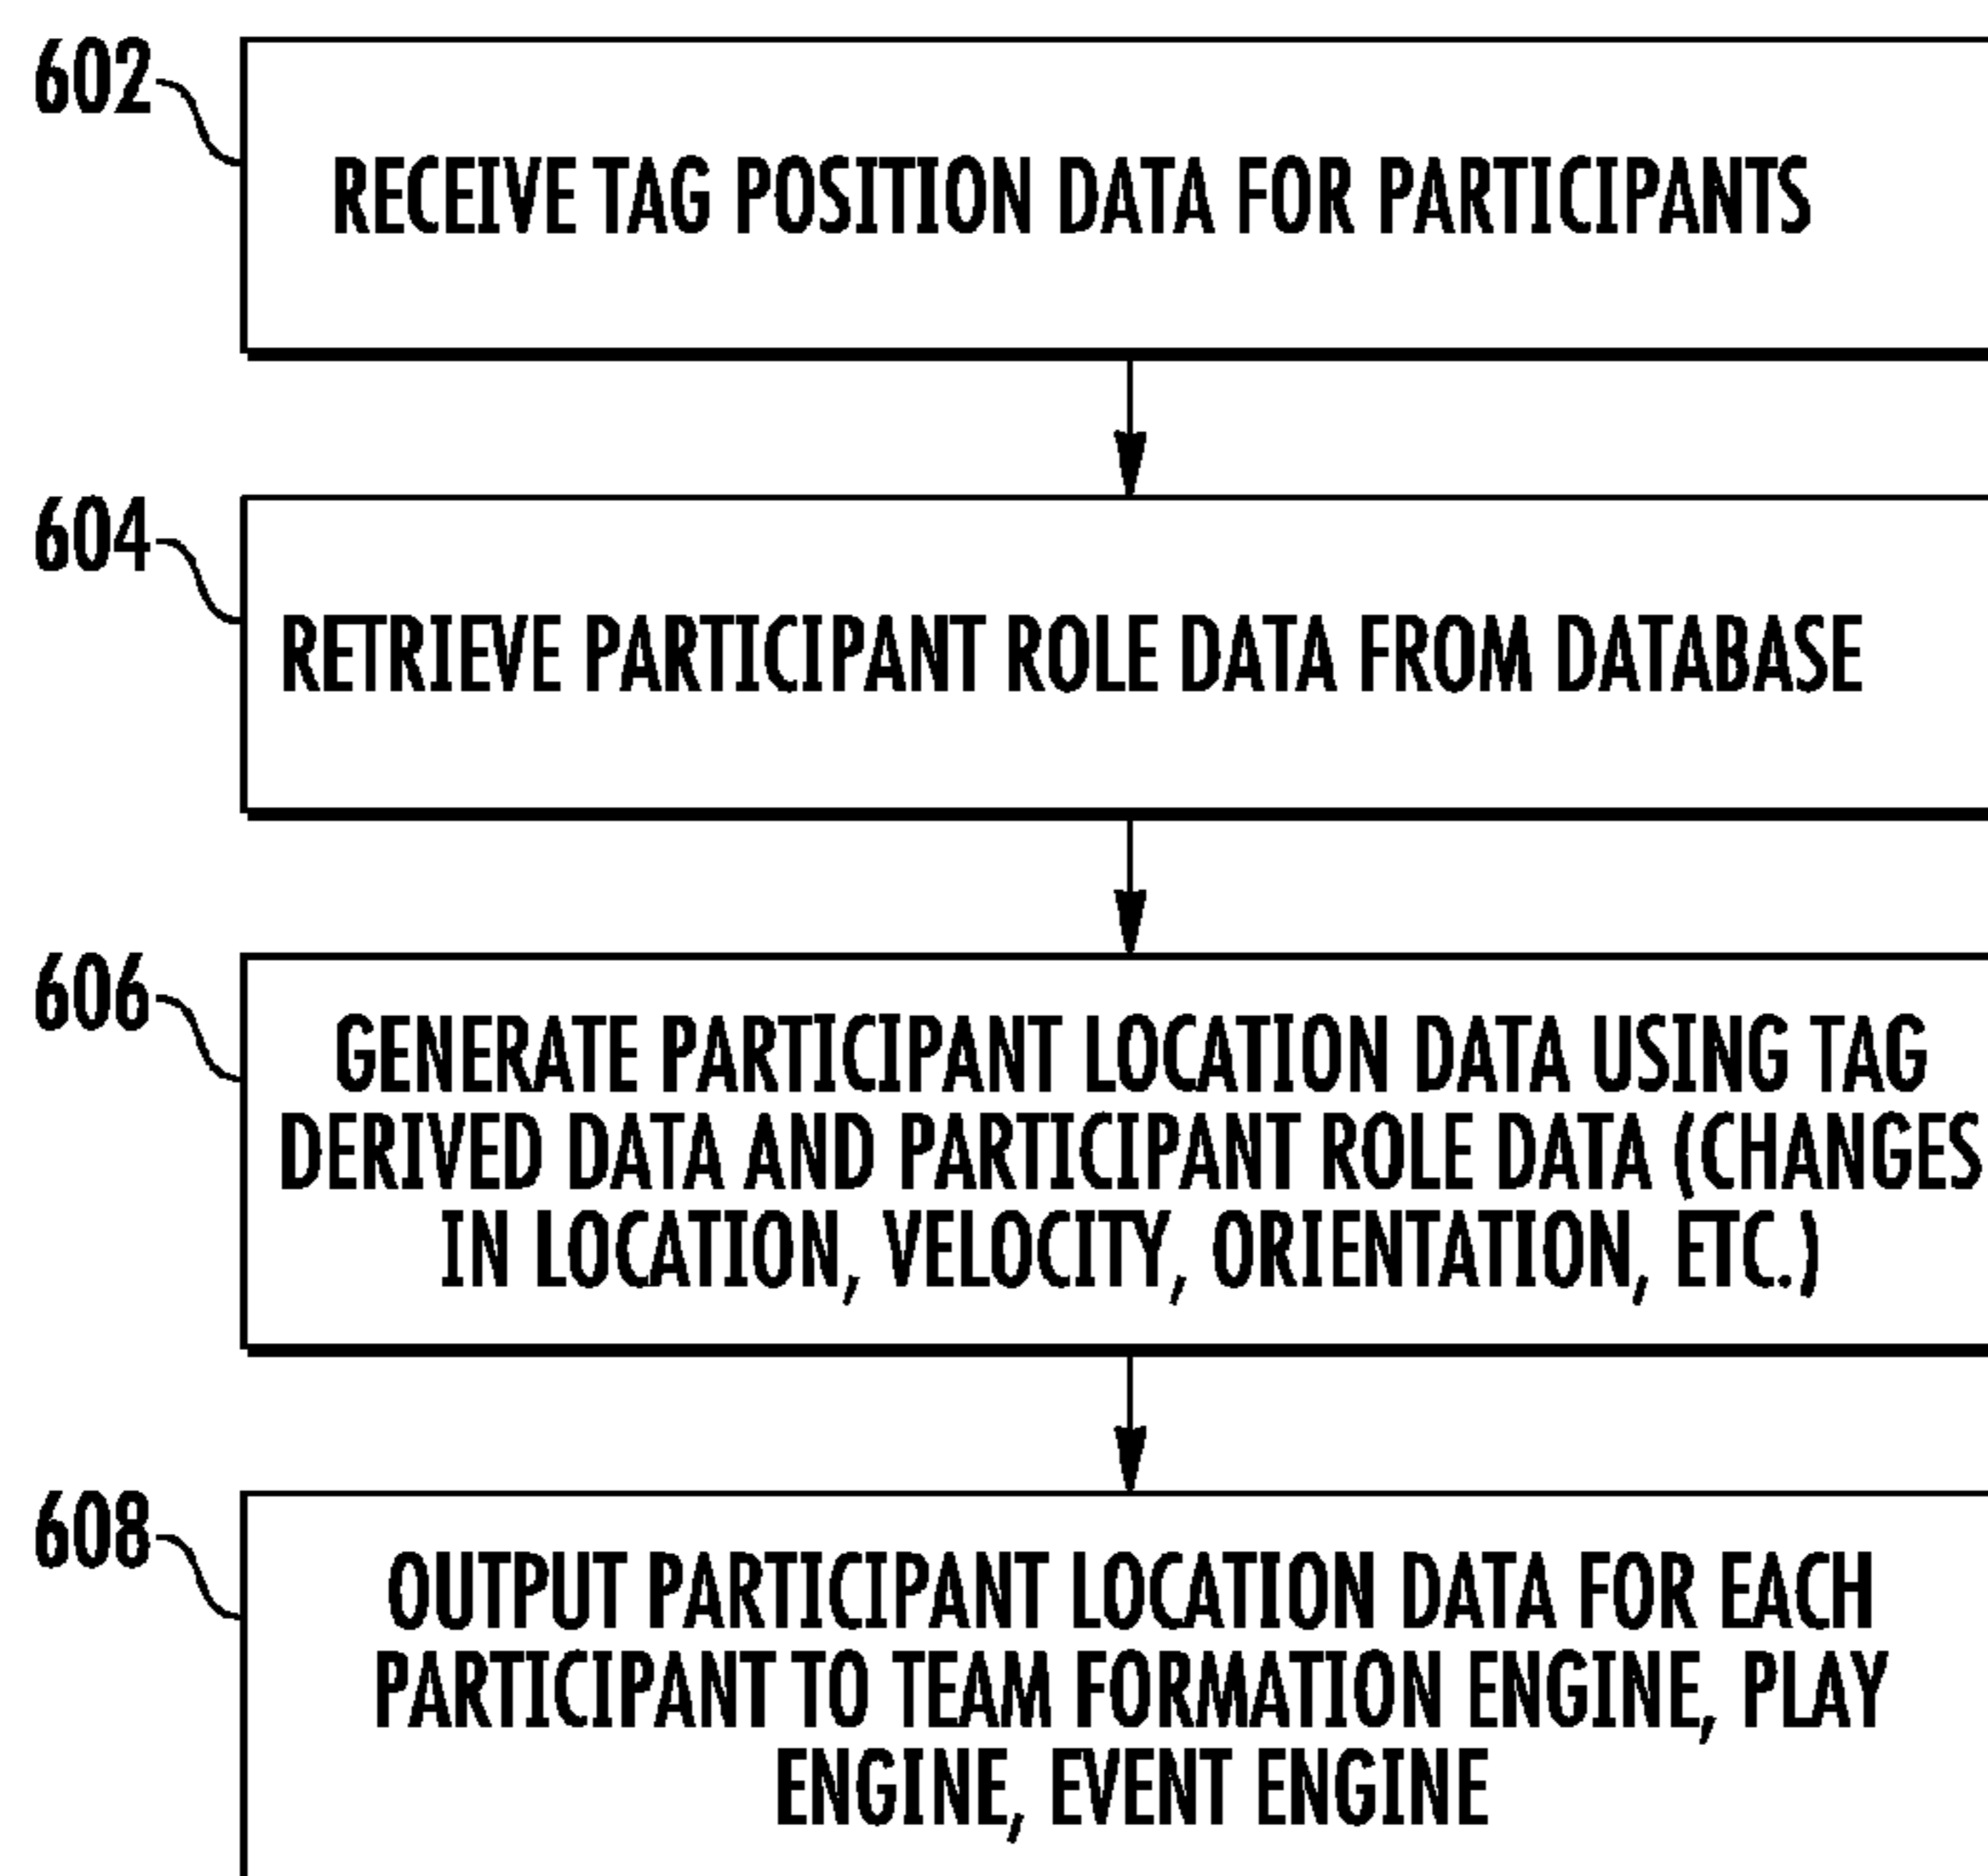 602
RECEIVE TAG POSITION DATA FOR PARTICIPANTS
604
RETRIEVE PARTICIPANT ROLE DATA FROM DATABASE
606
GENERATE PARTICIPANT LOCATION DATA USING TAG
DERIVED DATA AND PARTICIPANT ROLE DATA (CHANGES
IN LOCATION, VELOCITY, ORIENTATION, ETC.)
608
OUTPUT PARTICIPANT LOCATION DATA FOR EACH
PARTICIPANT TO TEAM FORMATION ENGINE, PLAY
ENGINE, EVENT ENGINE